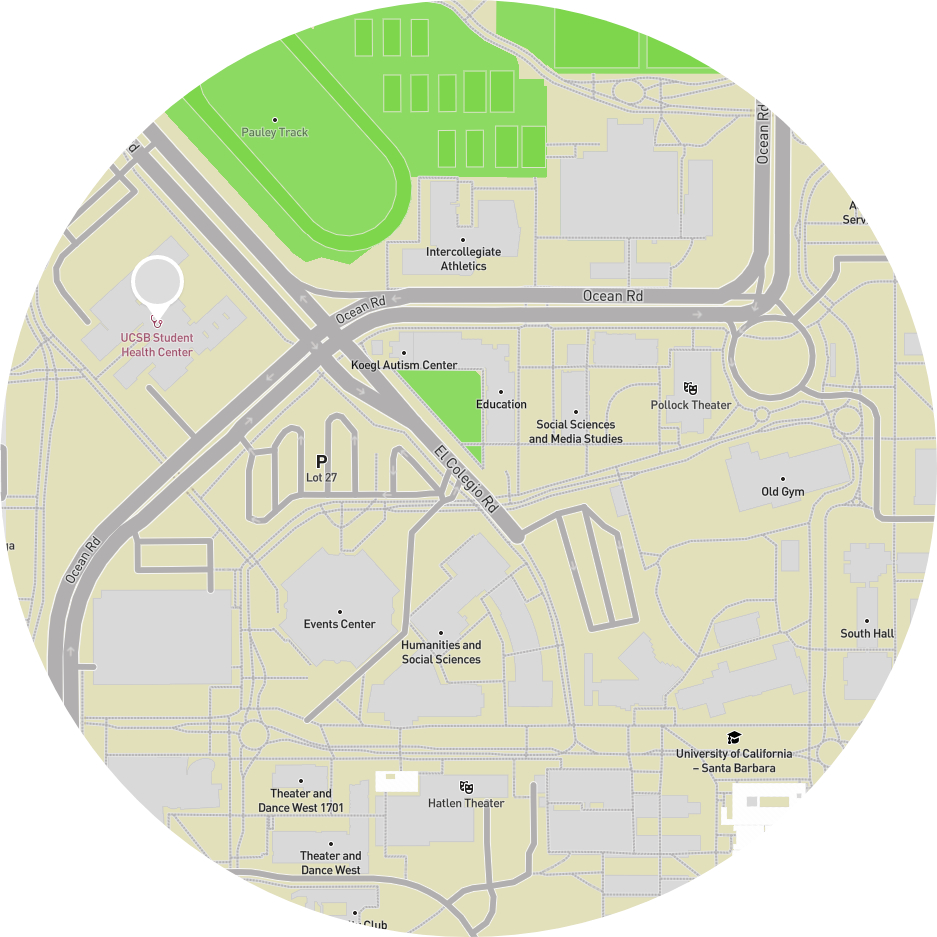 Ocean Rd
Pauley Track
Intercollegiate
Athletics
Ocean Rd
Ocean Rd
UCSB Student
Health Center
Koegl Autism Center
Education
Pollock Theater
Social Sciences
and Media Studies
P
Lot 27
El Colegio Rd
Old Gym
Ocean Rd
Events Center
Humanities and
Social Sciences
South Hall
University of California
– Santa Barbara
Theater and
Dance West 1701
Hatlen Theater
Theater and
Dance West
Club